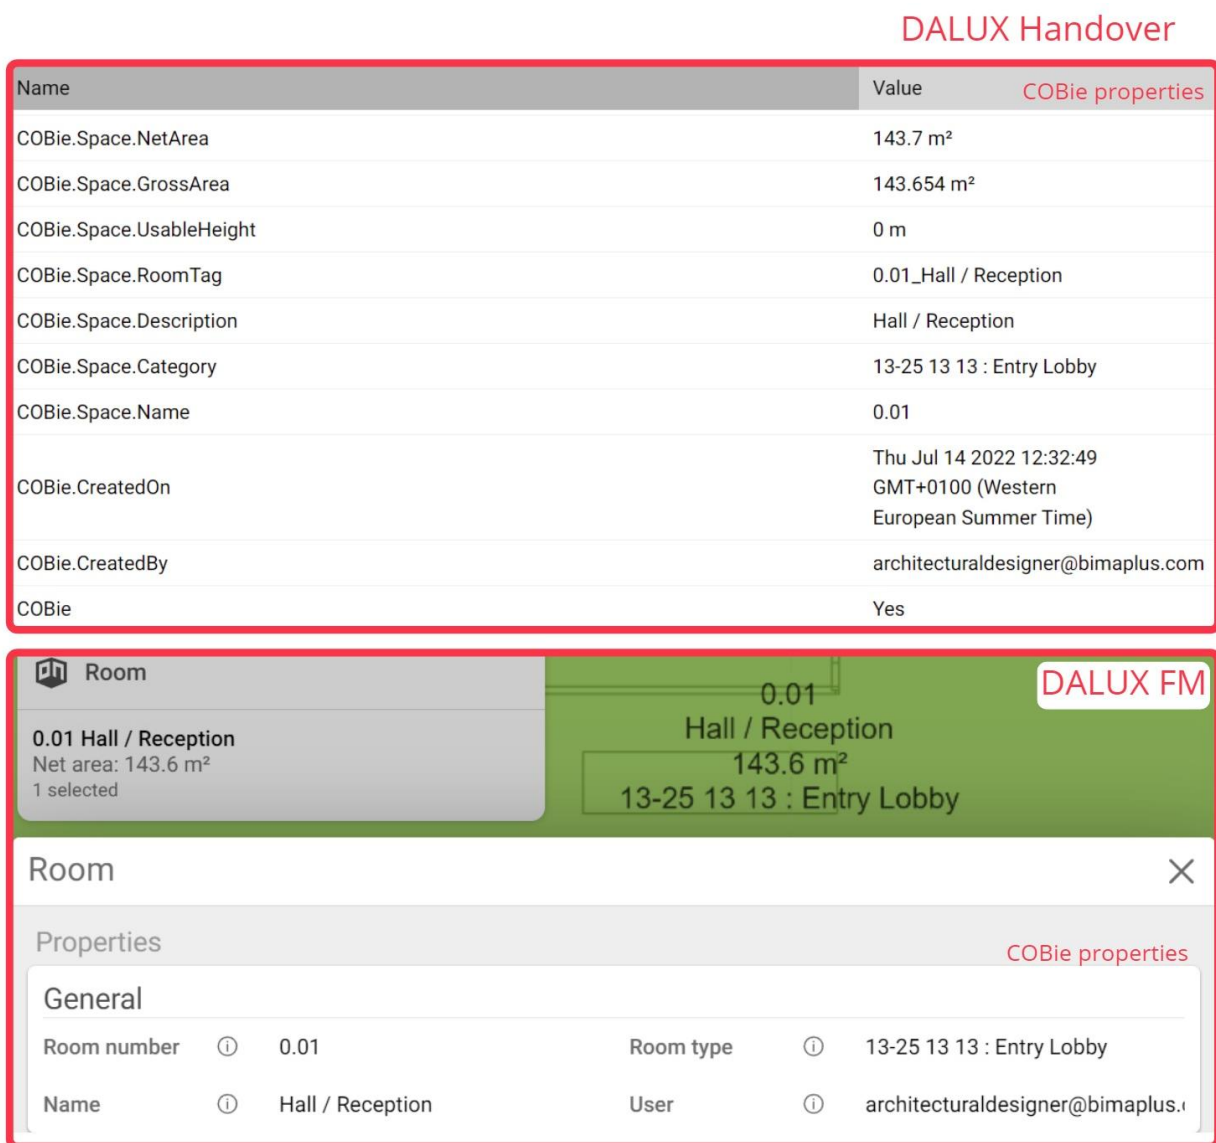 DALUX Handover
Name Value COBie properties
COBie.Space.NetArea 143.7 m²
COBie.Space.GrossArea 143.654 m²
COBie.Space.UsableHeight 0 m
COBie.Space.RoomTag 0.01_Hall / Reception
COBie.Space.Description Hall / Reception
COBie.Space.Category 13-25 13 13 : Entry Lobby
COBie.Space.Name 0.01
COBie.CreatedOn Thu Jul 14 2022 12:32:49
GMT+0100 (Western
European Summer Time)
COBie.CreatedBy architecturaldesigner@bimaplus.com
COBie Yes
Room
DALUX FM
0.01 Hall / Reception
Net area: 143.6 m²
1 selected
0.01
Hall / Reception
143.6 m²
13-25 13 13 : Entry Lobby
Room
Properties
COBie properties
General
Room number 0.01 Room type 13-25 13 13 : Entry Lobby
Name Hall / Reception User architecturaldesigner@bimaplus.